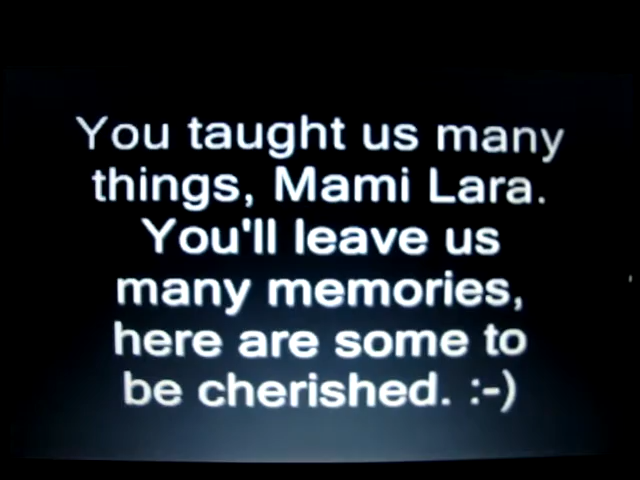 You taught us many
things, Mami Lara.
You'll leave us
many memories,
here are some to
be cherished. :-)